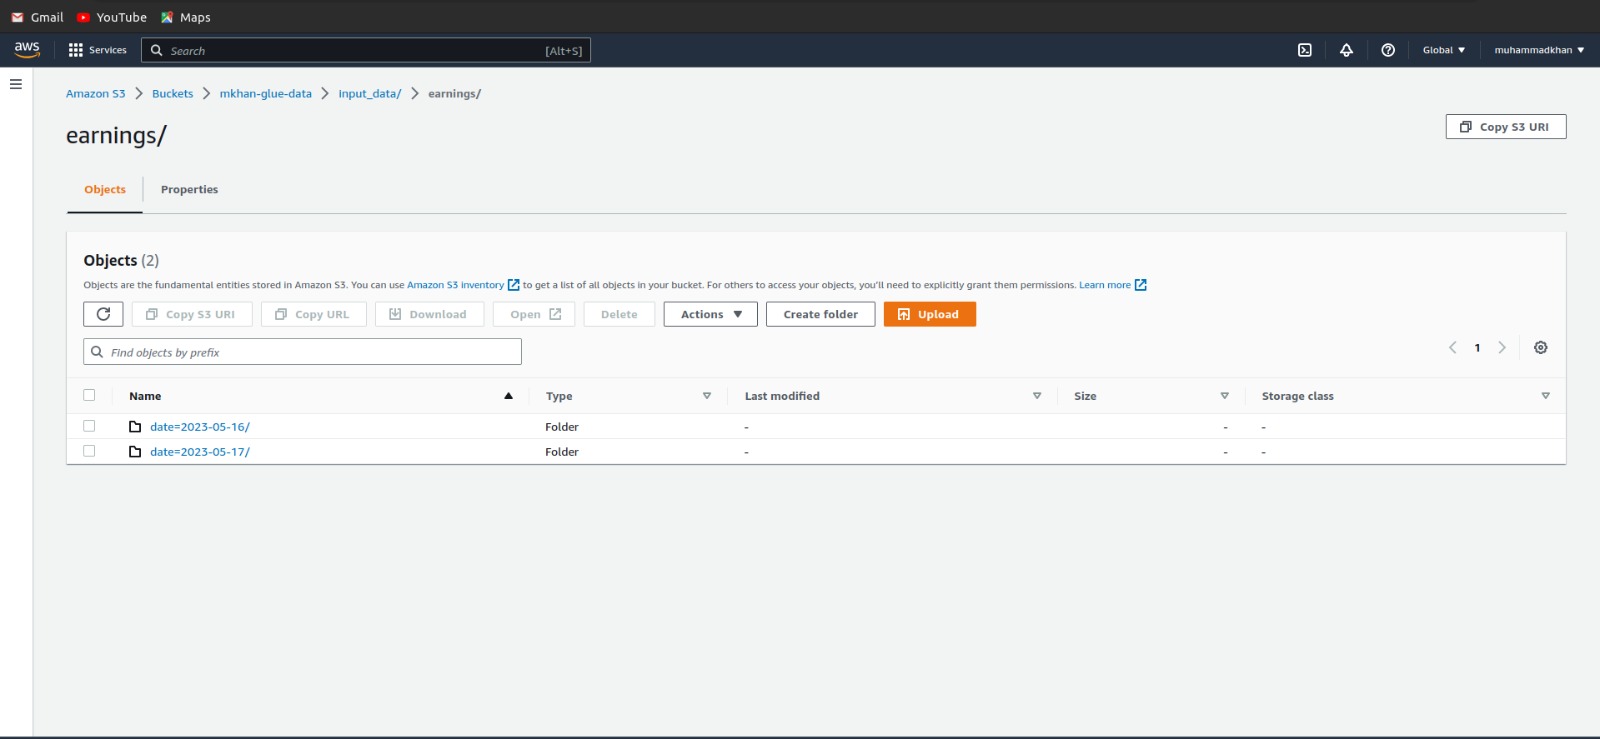 Gmail YouTube Maps
aws Services Search [Alt+S] Global muhammadkhan
Amazon S3 Buckets mkhan-glue-data input_data/ earnings/
earnings/
Copy S3 URI
Objects Properties
Objects (2)
Objects are the fundamental entities stored in Amazon S3. You can use Amazon S3 inventory to get a list of all objects in your bucket. For others to access your objects, you'll need to explicitly grant them permissions. Learn more
Copy S3 URI Copy URL Download Open Delete Actions Create folder Upload
Find objects by prefix
1
Name Type Last modified Size Storage class
date=2023-05-16/ Folder - - -
date=2023-05-17/ Folder - - -